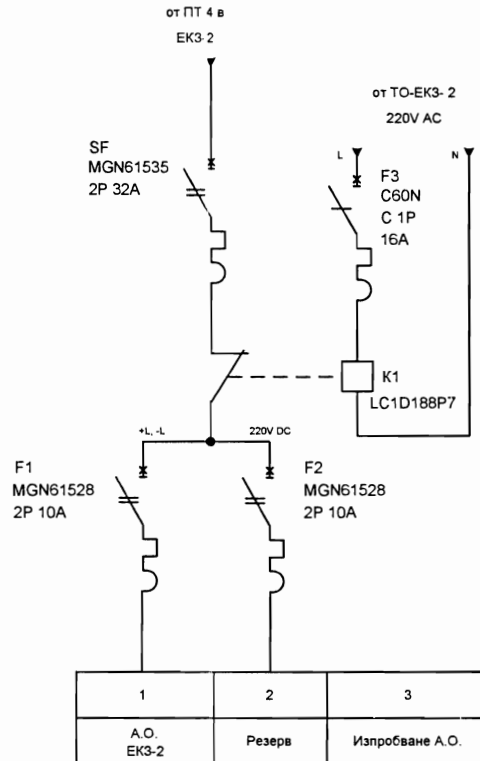 от ПТ 4 в
ЕКЗ-2
от ТО-ЕКЗ- 2
220V AC
SF
MGN61535
2P 32A
L
N
F3
C60N
C 1P
16A
K1
LC1D188P7
+L, -L
220V DC
F1
MGN61528
2P 10A
F2
MGN61528
2P 10A
1
2
3
А.О.
ЕКЗ-2
Резерв
Изпробване А.О.